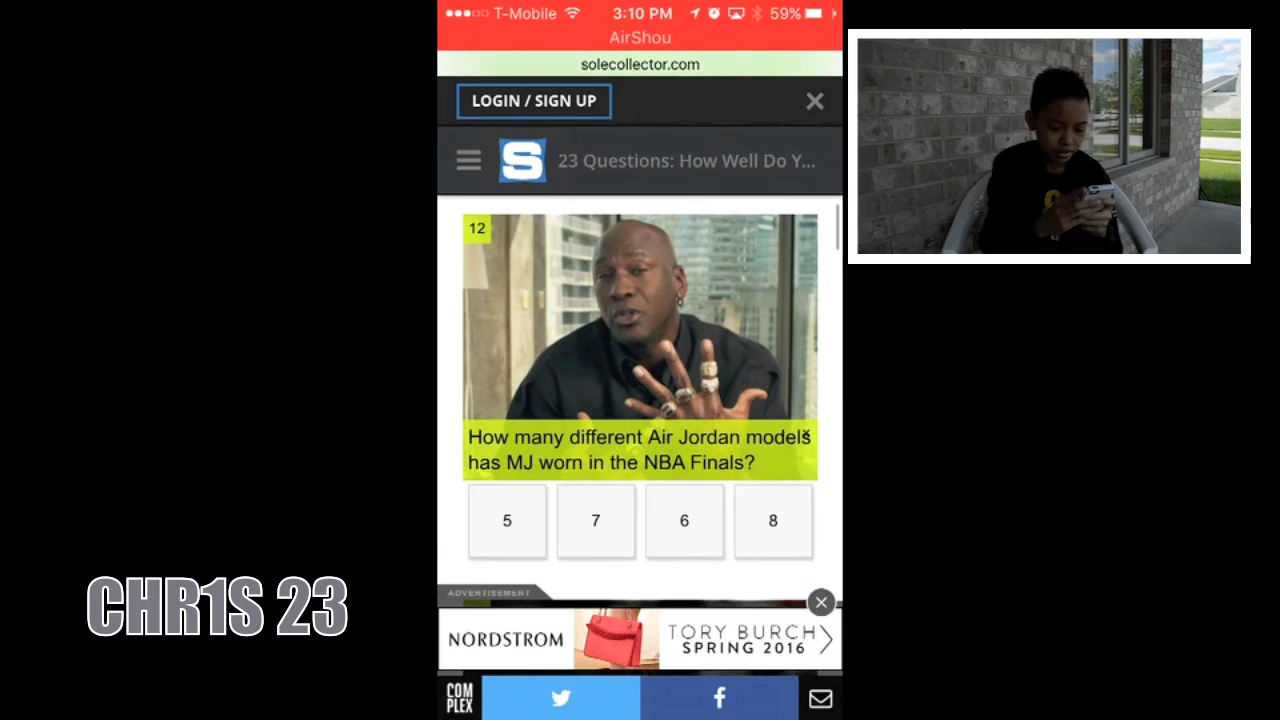 T-Mobile 3:10 PM 59%
AirShou
solecollector.com
LOGIN / SIGN UP
S 23 Questions: How Well Do Y...
12
How many different Air Jordan models
has MJ worn in the NBA Finals?
5 7 6 8
ADVERTISEMENT
NORDSTROM
TORY BURCH
SPRING 2016
COM
PLEX
CHR1S 23